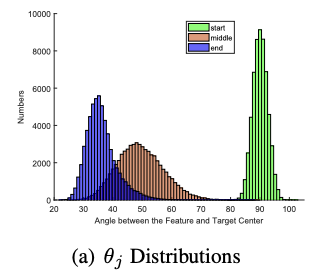 10000
8000
6000
4000
2000
0
Numbers
start
middle
end
20 30 40 50 60 70 80 90 100
Angle between the Feature and Target Center
(a) θj Distributions